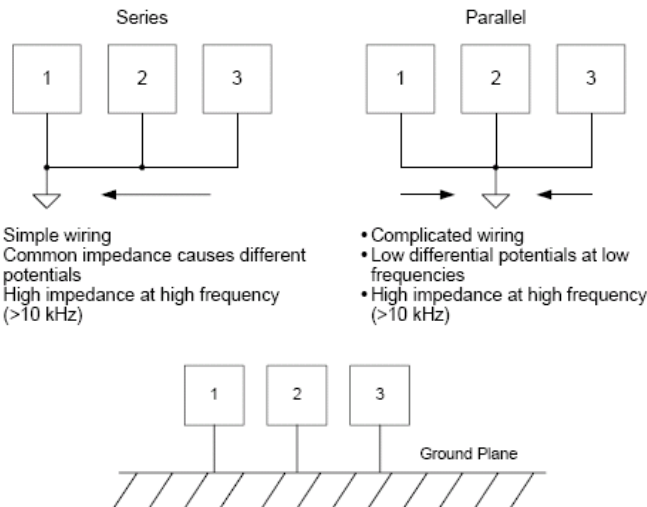 Series
1 2 3
Simple wiring
Common impedance causes different
potentials
High impedance at high frequency
(>10 kHz)
Parallel
1 2 3
• Complicated wiring
• Low differential potentials at low
frequencies
• High impedance at high frequency
(>10 kHz)
1 2 3
Ground Plane